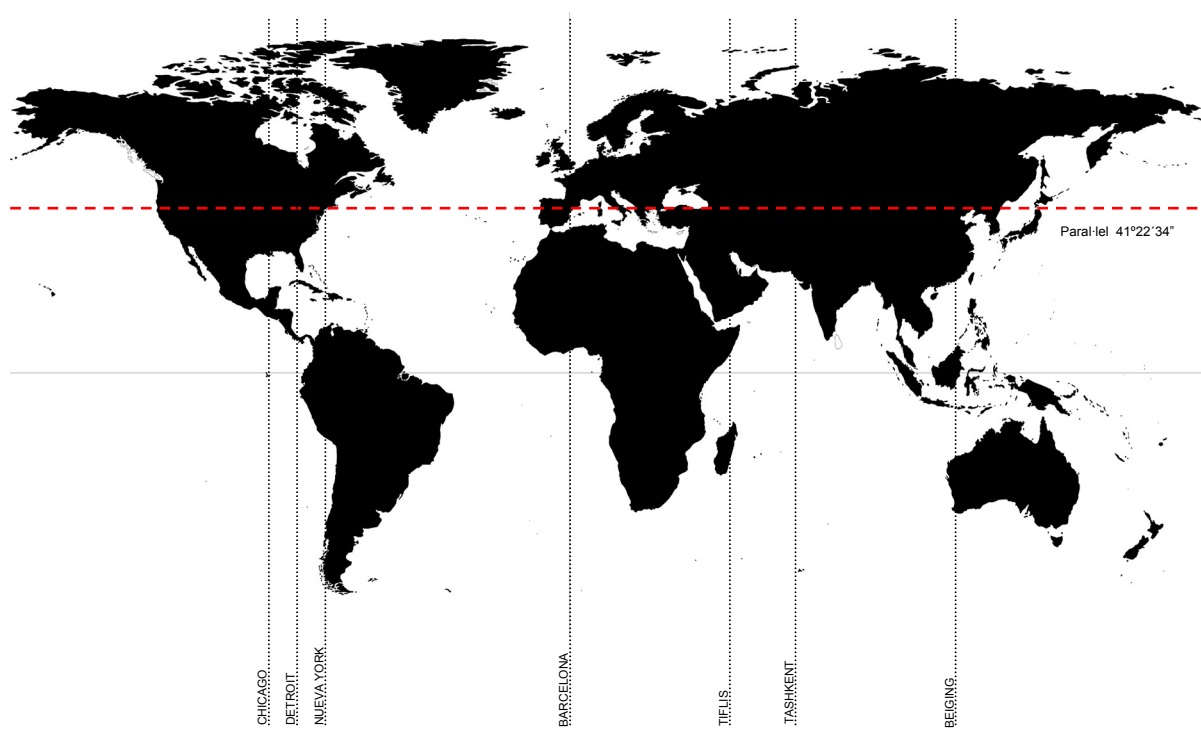 Paral·lel 41º22´34”
CHICAGO
DETROIT
NUEVA YORK
BARCELONA
TIFLIS
TASHKENT
BEIGING